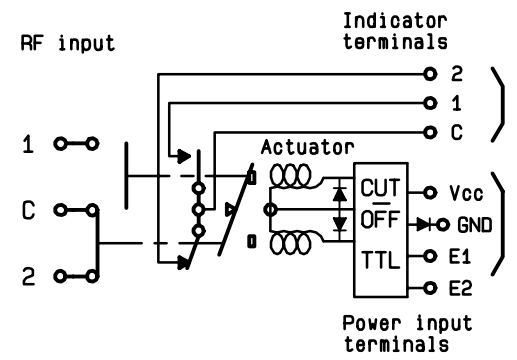 Indicator
terminals
RF input
2
1
C
1
Actuator
CUT
OFF
TTL
Vcc
C
GND
E1
2
E2
Power input
terminals